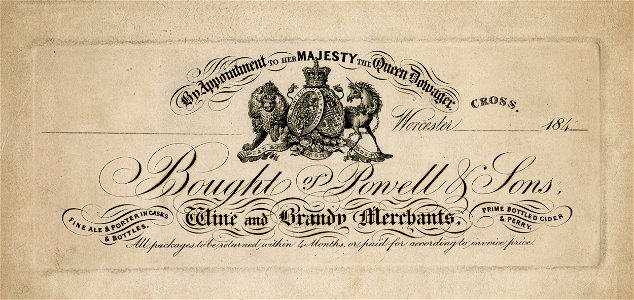 By Appointment TO HER MAJESTY THE Queen Dowager.
CROSS.
Worcester 184
Bought of Powell & Sons.
Wine and Brandy Merchants.
FINE ALE & PORTER IN CASKS
& BOTTLES.
PRIME BOTTLED CIDER
& PERRY.
All packages to be returned within 4 Months, or paid for according to invoice price.